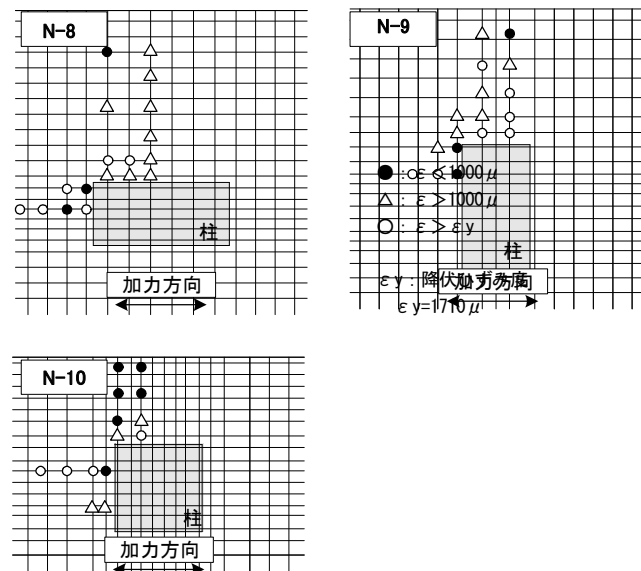 N-8
柱
加力方向
N-9
●：ε＜1000μ
△：ε＞1000μ
○：ε＞εy
柱
εy：降伏ひずみ度
加力方向
εy=1710μ
N-10
柱
加力方向